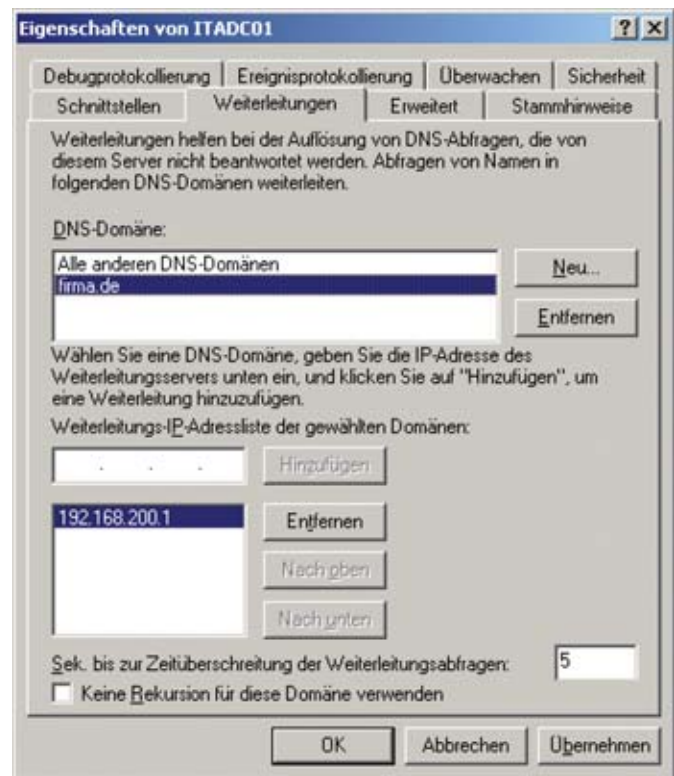 Eigenschaften von ITADC01
Debugprotokollierung
Ereignisprotokollierung
Überwachen
Sicherheit
Schnittstellen
Weiterleitungen
Erweitert
Stammhinweise
Weiterleitungen helfen bei der Auflösung von DNS-Abfragen, die von
diesem Server nicht beantwortet werden. Abfragen von Namen in
folgenden DNS-Domänen weiterleiten.
DNS-Domäne:
Alle anderen DNS-Domänen
firma.de
Neu...
Entfernen
Wählen Sie eine DNS-Domäne, geben Sie die IP-Adresse des
Weiterleitungsservers unten ein, und klicken Sie auf "Hinzufügen", um
eine Weiterleitung hinzuzufügen.
Weiterleitungs-IP-Adressliste der gewählten Domänen:
. . .
Hinzufügen
192.168.200.1
Entfernen
Nach oben
Nach unten
Sek. bis zur Zeitüberschreitung der Weiterleitungsabfragen:
5
Keine Rekursion für diese Domäne verwenden
OK
Abbrechen
Übernehmen